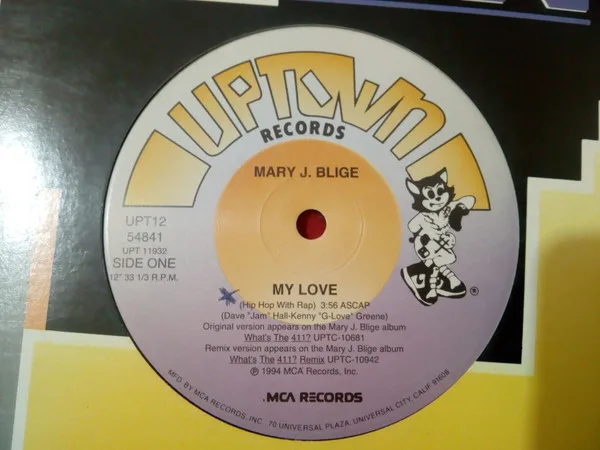 UPTOWN
RECORDS
MARY J. BLIGE
UPT12
54841
UPT 11932
SIDE ONE
12" 33 1/3 R.P.M.
MY LOVE
(Hip Hop With Rap) 3:56 ASCAP
(Dave "Jam" Hall-Kenny "G-Love" Greene)
Original version appears on the Mary J. Blige album
What's The 411? UPTC-10681
Remix version appears on the Mary J. Blige album
What's The 411? Remix UPTC-10942
℗ 1994 MCA Records, Inc.
MCA RECORDS
MFD. BY MCA RECORDS, INC. 70 UNIVERSAL PLAZA, UNIVERSAL CITY, CALIF. 91608
®